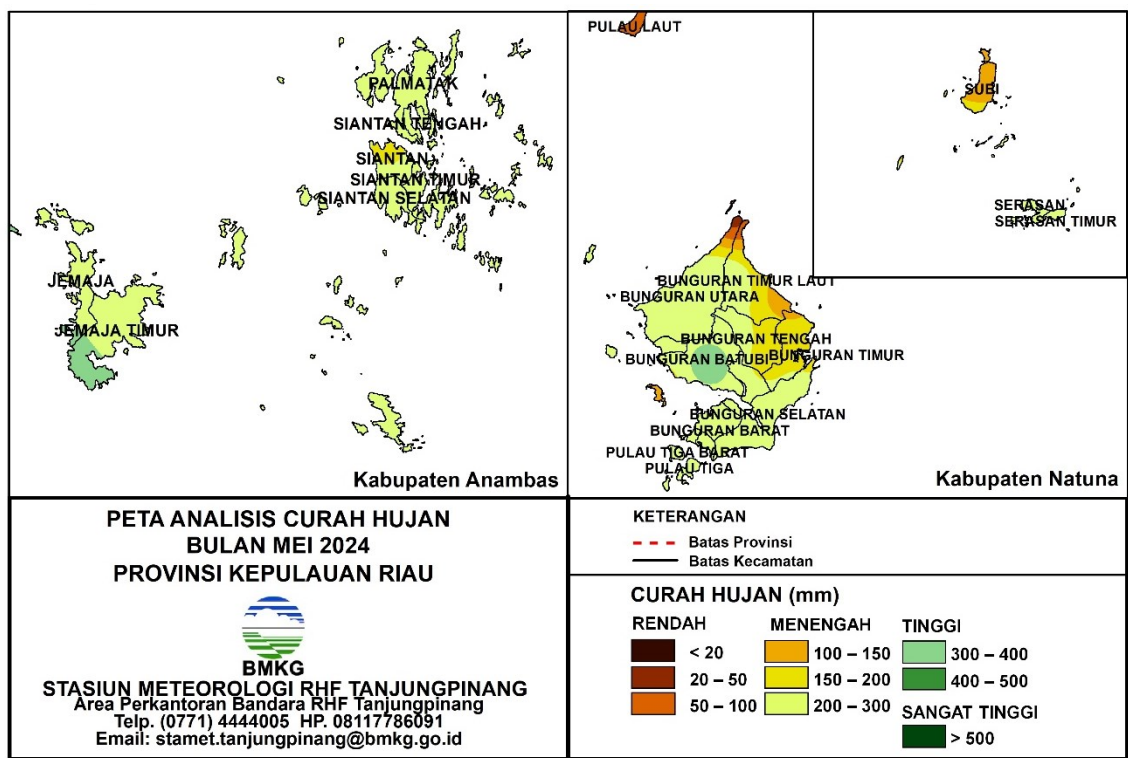 PALMATAK
SIANTAN TENGAH
SIANTAN
SIANTAN TIMUR
SIANTAN SELATAN
JEMAJA
JEMAJA TIMUR
Kabupaten Anambas
PULAU LAUT
SUBI
SERASAN
SERASAN TIMUR
BUNGURAN TIMUR LAUT
BUNGURAN UTARA
BUNGURAN TENGAH
BUNGURAN BATUBI
BUNGURAN TIMUR
BUNGURAN SELATAN
BUNGURAN BARAT
PULAU TIGA BARAT
PULAU TIGA
Kabupaten Natuna
PETA ANALISIS CURAH HUJAN
BULAN MEI 2024
PROVINSI KEPULAUAN RIAU
BMKG
STASIUN METEOROLOGI RHF TANJUNGPINANG
Area Perkantoran Bandara RHF Tanjungpinang
Telp. (0771) 4444005 HP. 08117786091
Email: stamet.tanjungpinang@bmkg.go.id
KETERANGAN
Batas Provinsi
Batas Kecamatan
CURAH HUJAN (mm)
RENDAH
< 20
20 – 50
50 – 100
MENENGAH
100 – 150
150 – 200
200 – 300
TINGGI
300 – 400
400 – 500
SANGAT TINGGI
> 500